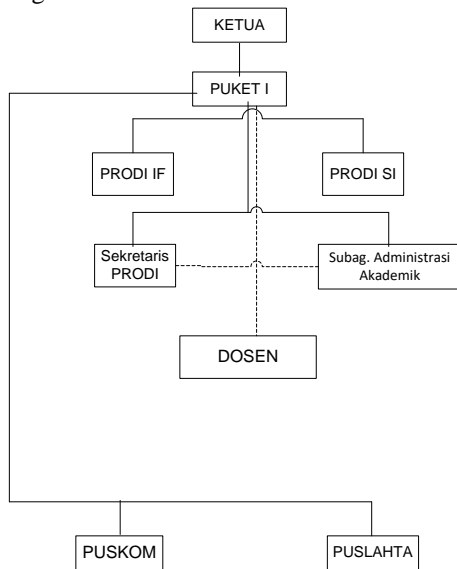 KETUA
PUKET I
PRODI IF
PRODI SI
Sekretaris
PRODI
Subag. Administrasi
Akademik
DOSEN
PUSKOM
PUSLAHTA